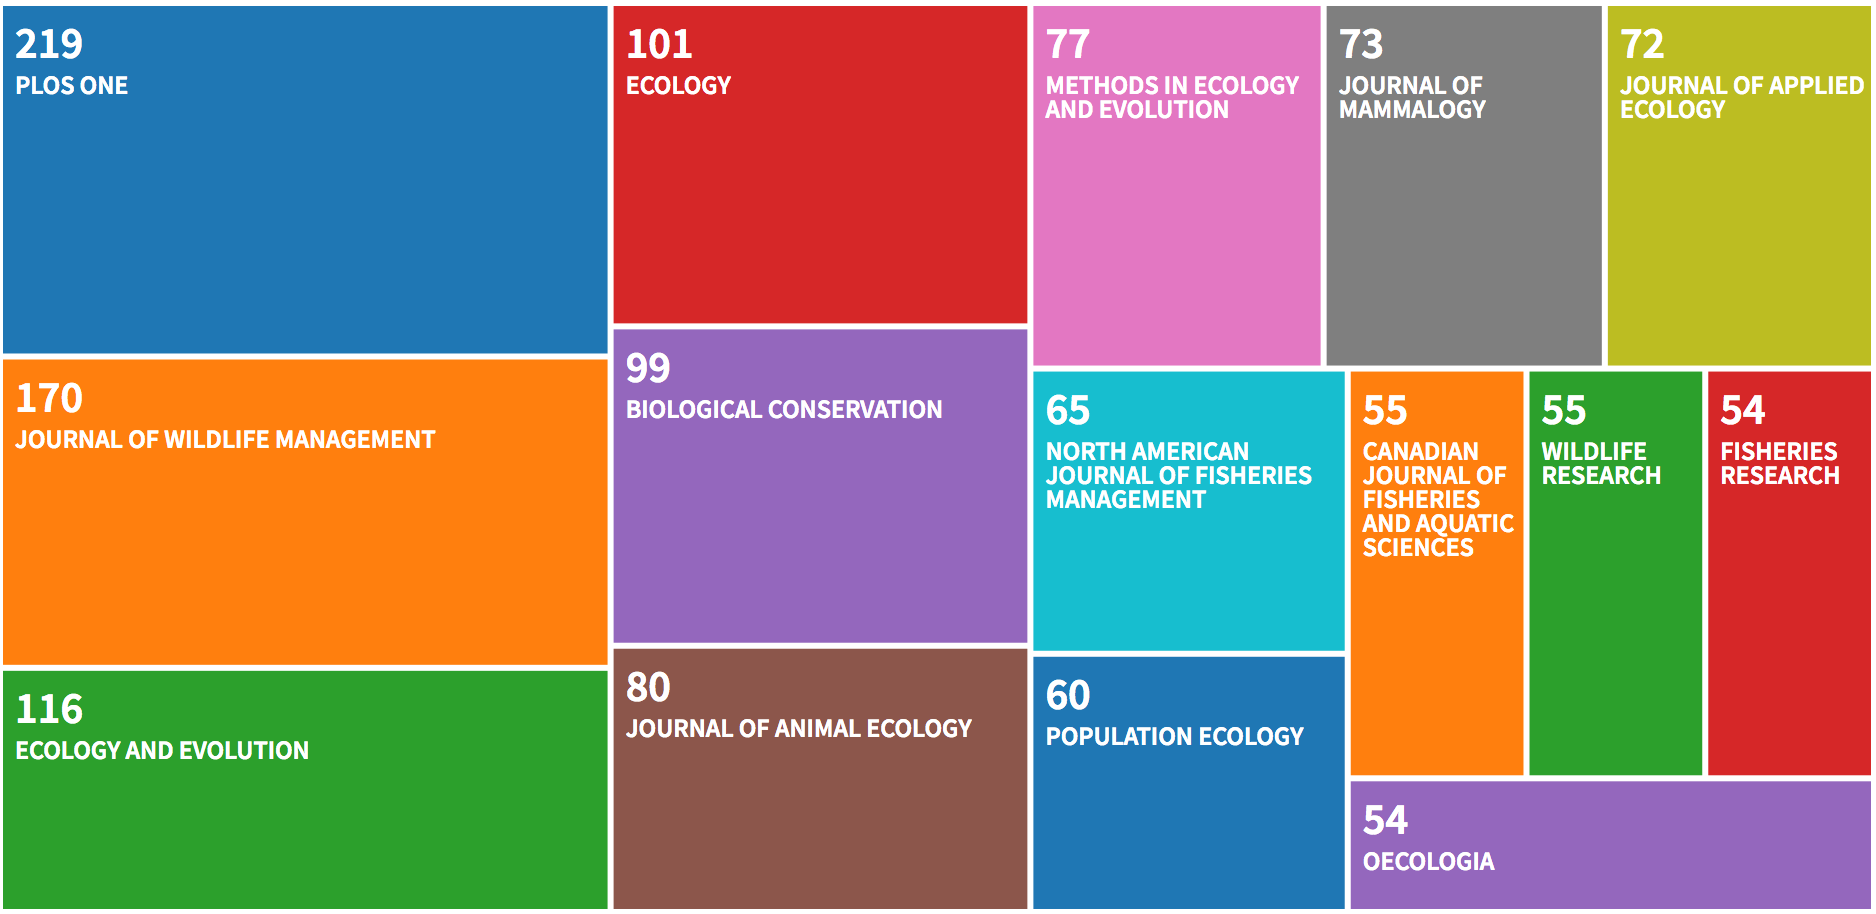 219
PLOS ONE
101
ECOLOGY
77
METHODS IN ECOLOGY
AND EVOLUTION
73
JOURNAL OF
MAMMALOGY
72
JOURNAL OF APPLIED
ECOLOGY
170
JOURNAL OF WILDLIFE MANAGEMENT
99
BIOLOGICAL CONSERVATION
65
NORTH AMERICAN
JOURNAL OF FISHERIES
MANAGEMENT
55
CANADIAN
JOURNAL OF
FISHERIES
AND AQUATIC
SCIENCES
55
WILDLIFE
RESEARCH
54
FISHERIES
RESEARCH
116
ECOLOGY AND EVOLUTION
80
JOURNAL OF ANIMAL ECOLOGY
60
POPULATION ECOLOGY
54
OECOLOGIA